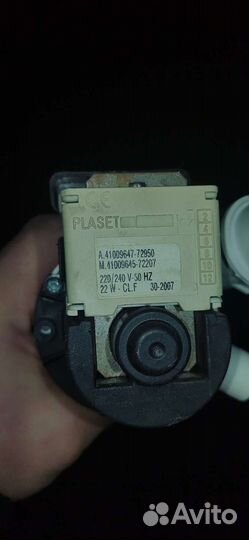 PLASET
2
4
6
8
10
12
A.41009647-72950
M.41009645-72207
220/240 V-50 HZ
22 W - CL.F 30-2007
Avito